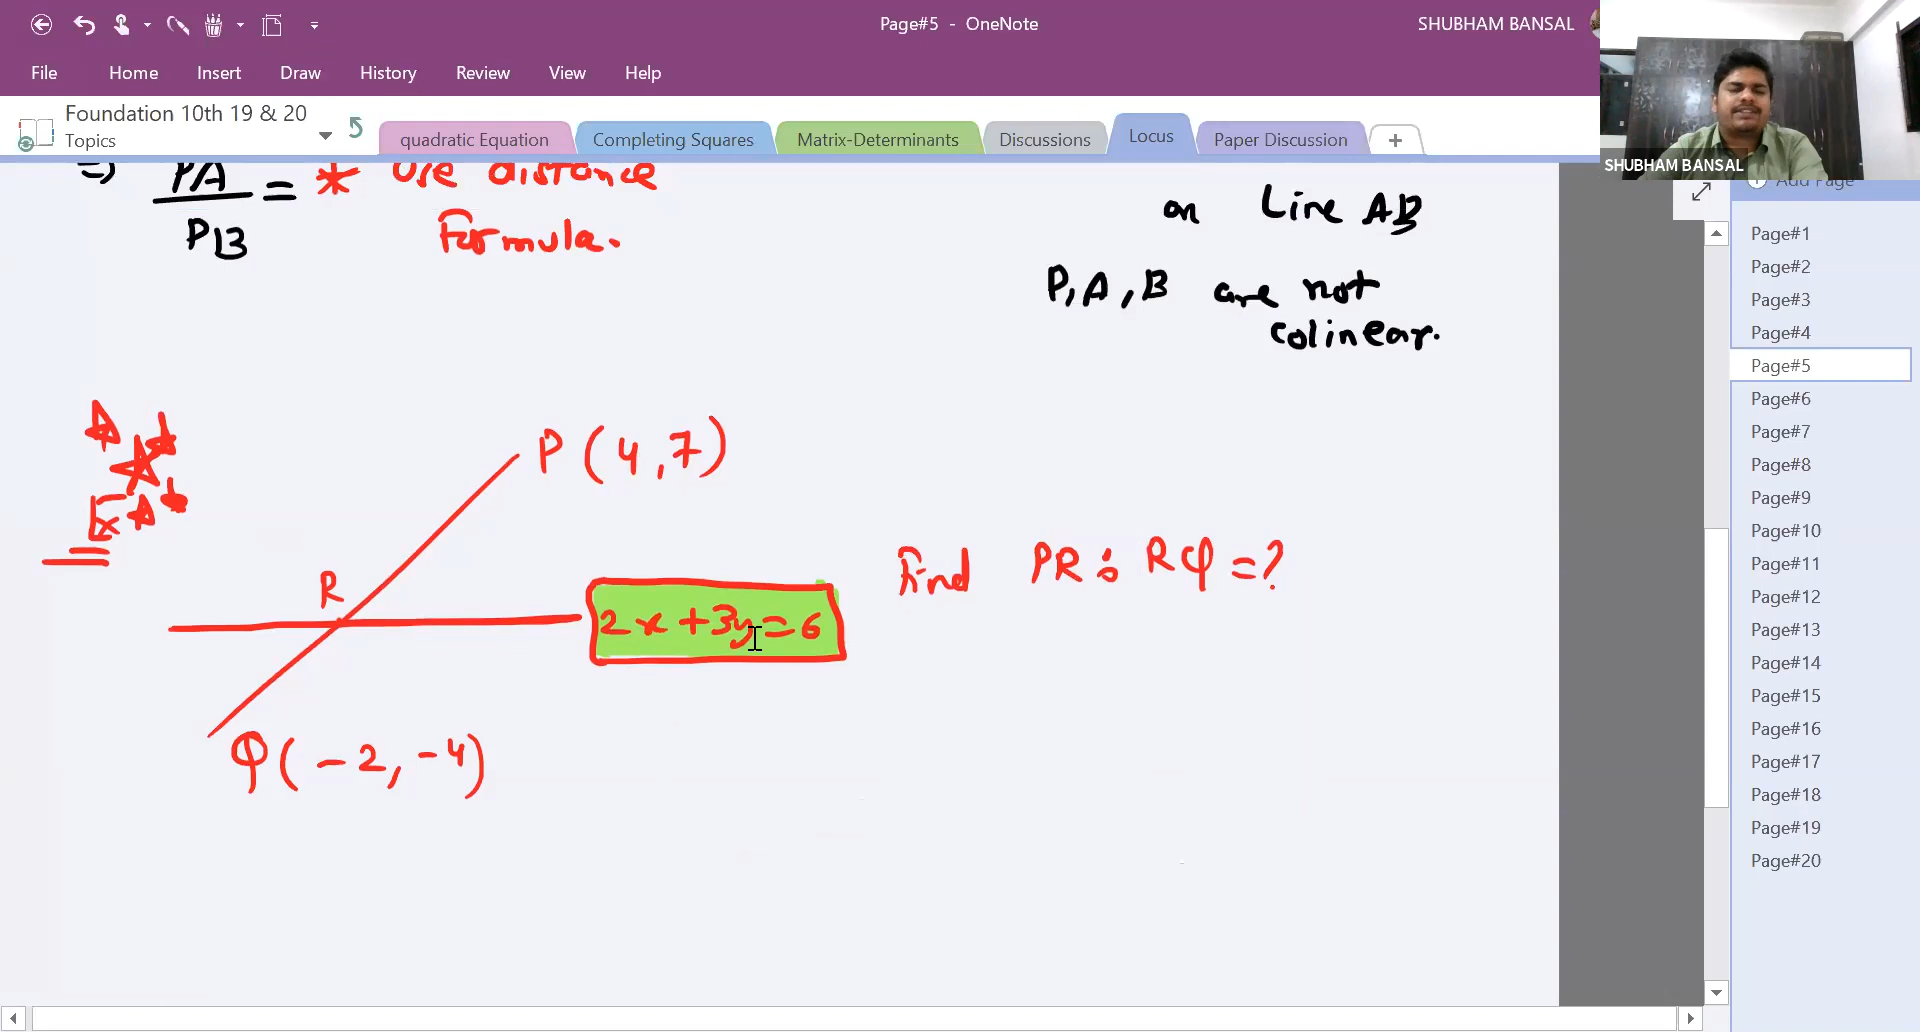 Page#5 - OneNote
SHUBHAM BANSAL
File Home Insert Draw History Review View Help
Foundation 10th 19 & 20
Topics
quadratic Equation Completing Squares Matrix-Determinants Discussions Locus Paper Discussion +
SHUBHAM BANSAL
Add Page
⇒ PA
PB
= * Use distance
Formula.
on Line AB
P, A, B are not
colinear.
P (4, 7)
R
2x + 3y = 6
Find PR : RQ = ?
Q (-2, -4)
Page#1
Page#2
Page#3
Page#4
Page#5
Page#6
Page#7
Page#8
Page#9
Page#10
Page#11
Page#12
Page#13
Page#14
Page#15
Page#16
Page#17
Page#18
Page#19
Page#20